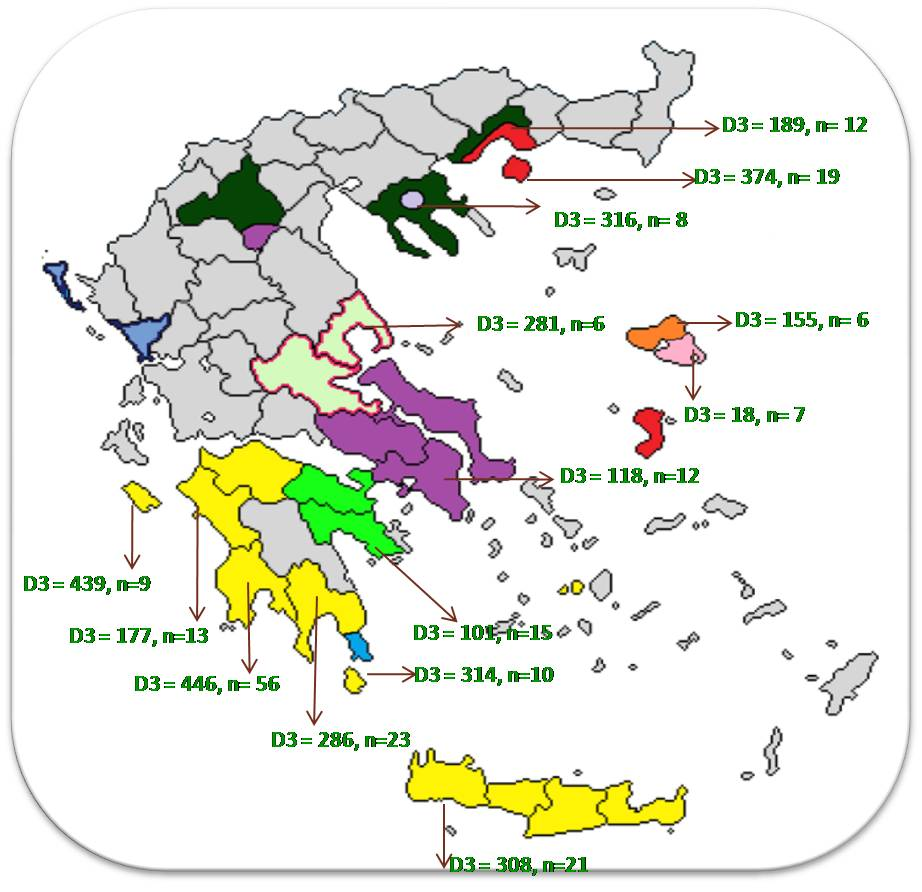 D3 = 189, n= 12
D3 = 374, n= 19
D3 = 316, n= 8
D3 = 281, n=6
D3 = 155, n= 6
D3 = 18, n= 7
D3 = 118, n=12
D3 = 439, n=9
D3 = 177, n=13
D3 = 101, n=15
D3 = 446, n= 56
D3 = 314, n=10
D3 = 286, n=23
D3 = 308, n=21